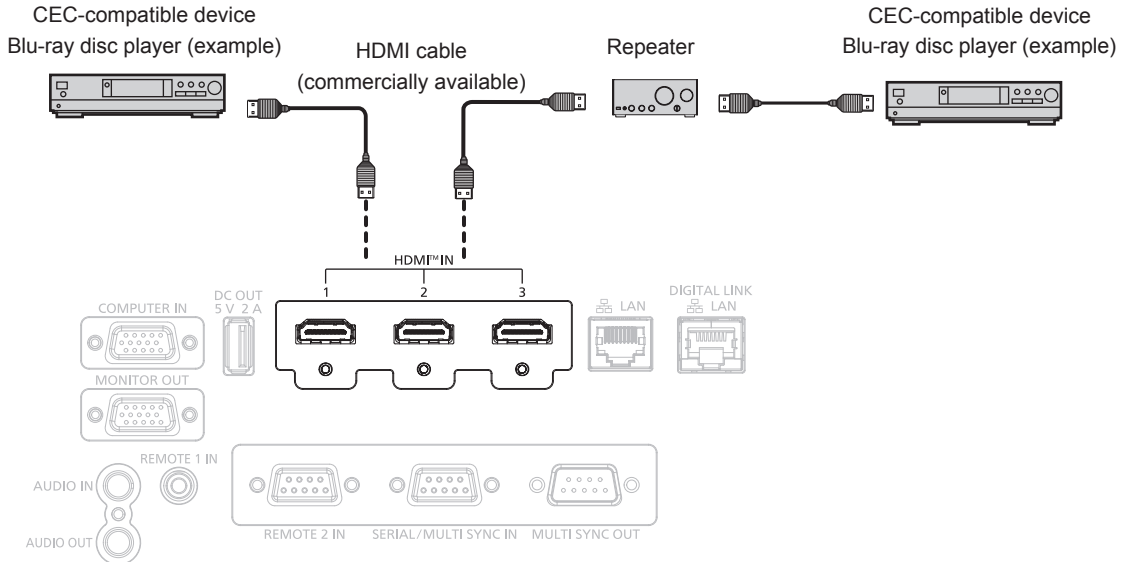 CEC-compatible device
Blu-ray disc player (example)
HDMI cable
(commercially available)
Repeater
CEC-compatible device
Blu-ray disc player (example)
HDMI™ IN
1 2 3
COMPUTER IN
DC OUT
5 V 2 A
LAN
DIGITAL LINK
LAN
MONITOR OUT
REMOTE 1 IN
AUDIO IN
AUDIO OUT
REMOTE 2 IN
SERIAL/MULTI SYNC IN
MULTI SYNC OUT